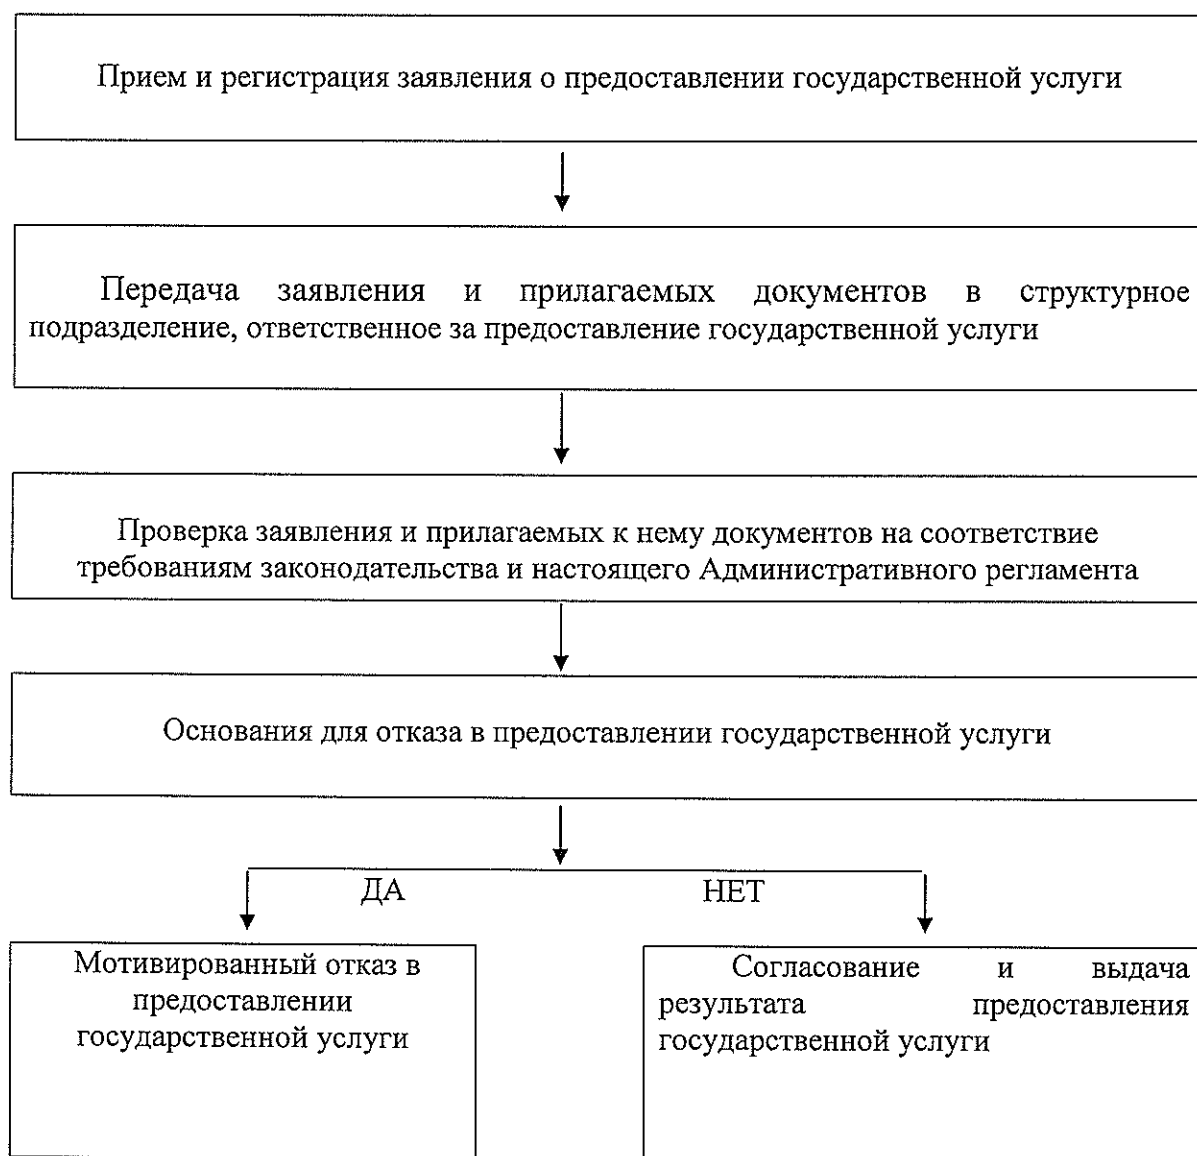 Прием и регистрация заявления о предоставлении государственной услуги
Передача заявления и прилагаемых документов в структурное
подразделение, ответственное за предоставление государственной услуги
Проверка заявления и прилагаемых к нему документов на соответствие
требованиям законодательства и настоящего Административного регламента
Основания для отказа в предоставлении государственной услуги
ДА
НЕТ
Мотивированный отказ в
предоставлении
государственной услуги
Согласование и выдача
результата предоставления
государственной услуги